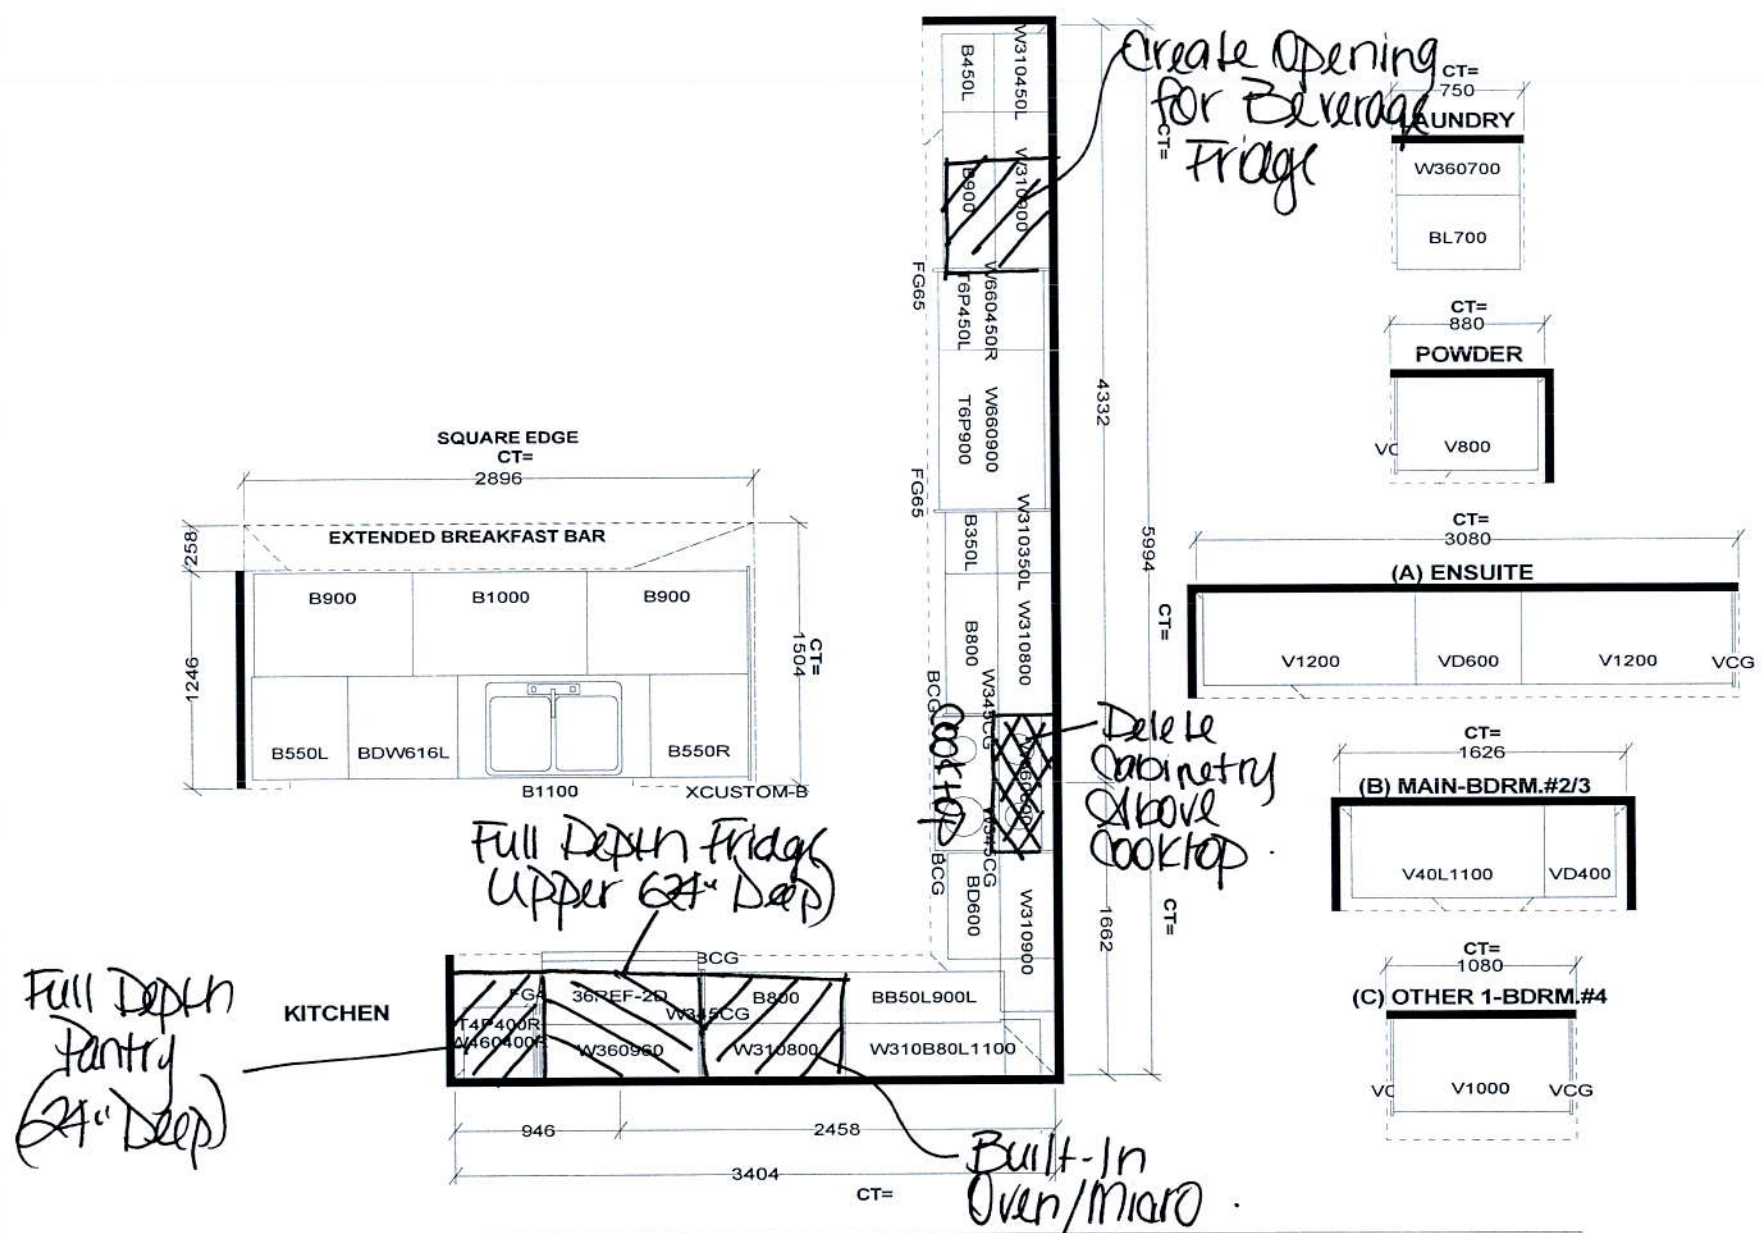 Create Opening
for Beverage
Fridge
B450L
W310450L
B900
W310900
FG65
T6P450L
W660450R
T6P900
W660900
FG65
B350L
W310350L
B800
W310800
BCG
W345CG
COOKTOP
W345CG
BCG
BD600
W310900
4332
1662
5994
CT=
CT=
CT=
Delete
Cabinetry
Above
Cooktop.
CT=
750
LAUNDRY
W360700
BL700
CT=
880
POWDER
VC
V800
CT=
3080
(A) ENSUITE
V1200
VD600
V1200
VCG
CT=
1626
(B) MAIN-BDRM.#2/3
V40L1100
VD400
CT=
1080
(C) OTHER 1-BDRM.#4
VC
V1000
VCG
SQUARE EDGE
CT=
2896
258
EXTENDED BREAKFAST BAR
B900
B1000
B900
1246
CT=
1504
B550L
BDW616L
B550R
B1100
XCUSTOM-B
Full Depth Fridge
Upper (24" Deep)
Full Depth
Pantry
(24" Deep)
KITCHEN
BCG
36REF-2D
B800
BB50L900L
W345CG
T4P400R
W460400R
W360960
W310800
W310B80L1100
946
2458
3404
CT=
Built-In
Oven/Micro.